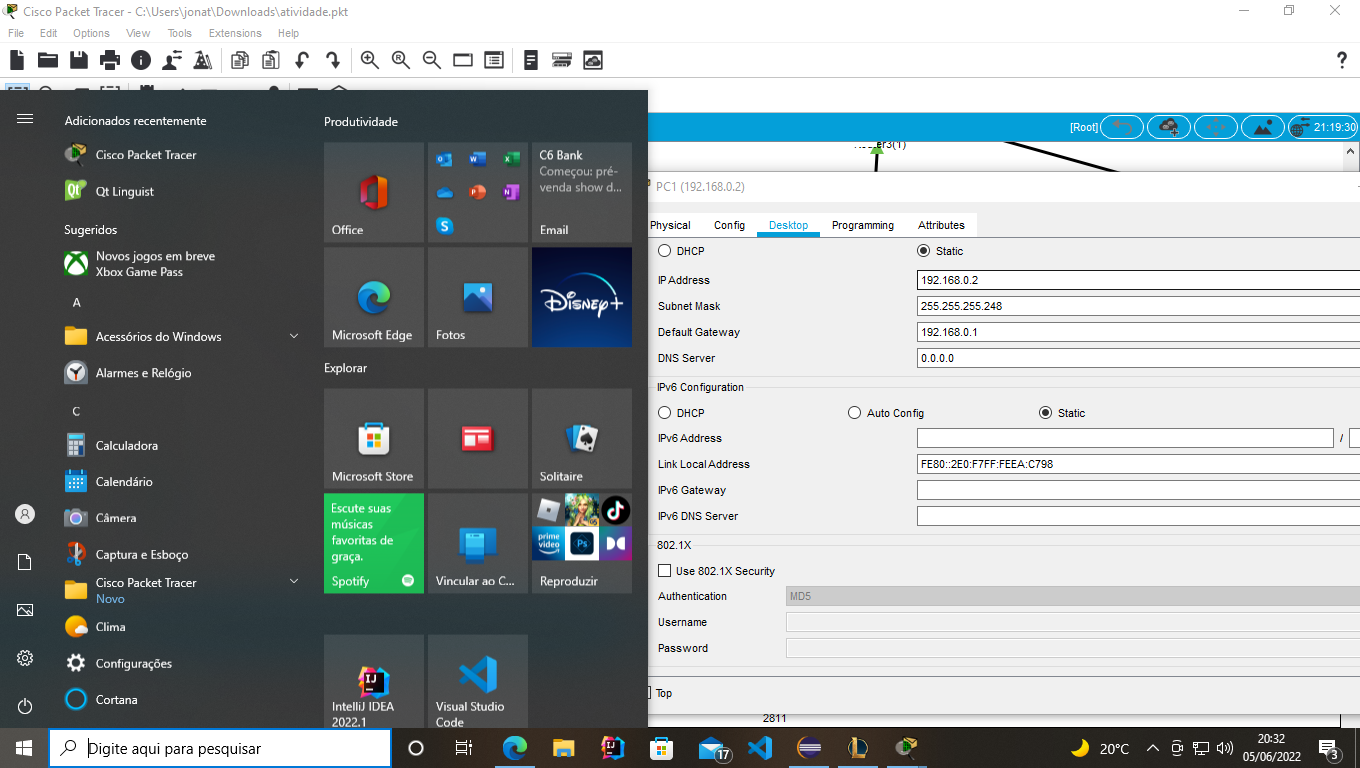 Cisco Packet Tracer - C:\Users\jonat\Downloads\atividade.pkt
File Edit Options View Tools Extensions Help
[Root]
21:19:30
Adicionados recentemente
Cisco Packet Tracer
Qt Linguist
Sugeridos
Novos jogos em breve
Xbox Game Pass
A
Acessórios do Windows
Alarmes e Relógio
C
Calculadora
Calendário
Câmera
Captura e Esboço
Cisco Packet Tracer
Novo
Clima
Configurações
Cortana
Produtividade
Office
C6 Bank
Começou: pré-
venda show d...
Email
Microsoft Edge
Fotos
Disney+
Explorar
Microsoft Store
Solitaire
Escute suas
músicas
favoritas de
graça.
Spotify
Vincular ao C...
prime
video
Ps
Reproduzir
IJ
IntelliJ IDEA
2022.1
Visual Studio
Code
PC1 (192.168.0.2)
Physical Config Desktop Programming Attributes
DHCP
Static
IP Address
192.168.0.2
Subnet Mask
255.255.255.248
Default Gateway
192.168.0.1
DNS Server
0.0.0.0
IPv6 Configuration
DHCP
Auto Config
Static
IPv6 Address
/
Link Local Address
FE80::2E0:F7FF:FEEA:C798
IPv6 Gateway
IPv6 DNS Server
802.1X
Use 802.1X Security
Authentication
MD5
Username
Password
Top
2811
Digite aqui para pesquisar
17
20°C
20:32
05/06/2022
3